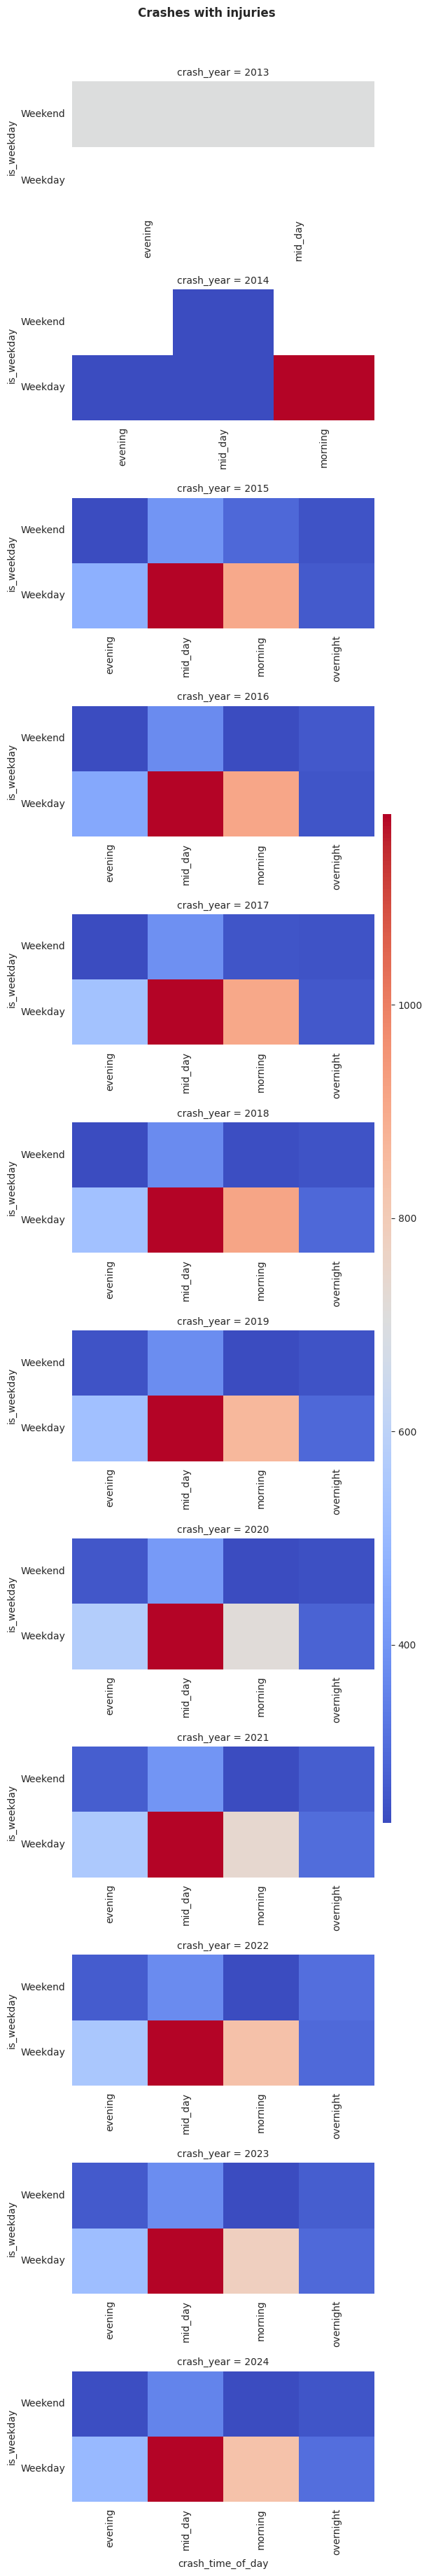 Crashes with injuries
crash_year = 2013
is_weekday
Weekend
Weekday
evening
mid_day
crash_year = 2014
is_weekday
Weekend
Weekday
evening
mid_day
morning
crash_year = 2015
is_weekday
Weekend
Weekday
evening
mid_day
morning
overnight
crash_year = 2016
is_weekday
Weekend
Weekday
evening
mid_day
morning
overnight
crash_year = 2017
is_weekday
Weekend
Weekday
evening
mid_day
morning
overnight
crash_year = 2018
is_weekday
Weekend
Weekday
evening
mid_day
morning
overnight
crash_year = 2019
is_weekday
Weekend
Weekday
evening
mid_day
morning
overnight
crash_year = 2020
is_weekday
Weekend
Weekday
evening
mid_day
morning
overnight
crash_year = 2021
is_weekday
Weekend
Weekday
evening
mid_day
morning
overnight
crash_year = 2022
is_weekday
Weekend
Weekday
evening
mid_day
morning
overnight
crash_year = 2023
is_weekday
Weekend
Weekday
evening
mid_day
morning
overnight
crash_year = 2024
is_weekday
Weekend
Weekday
evening
mid_day
morning
overnight
crash_time_of_day
1000
800
600
400